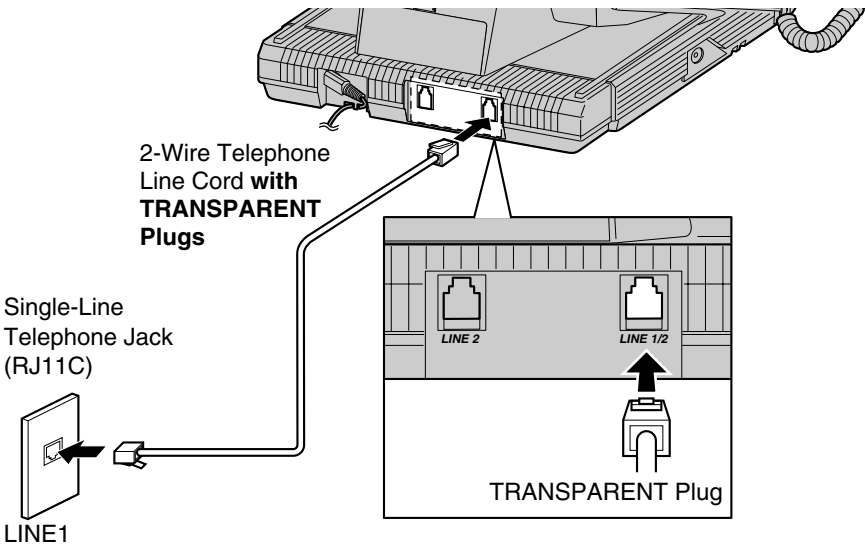 2-Wire Telephone
Line Cord with
TRANSPARENT
Plugs
Single-Line
Telephone Jack
(RJ11C)
LINE 2
LINE 1/2
TRANSPARENT Plug
LINE1